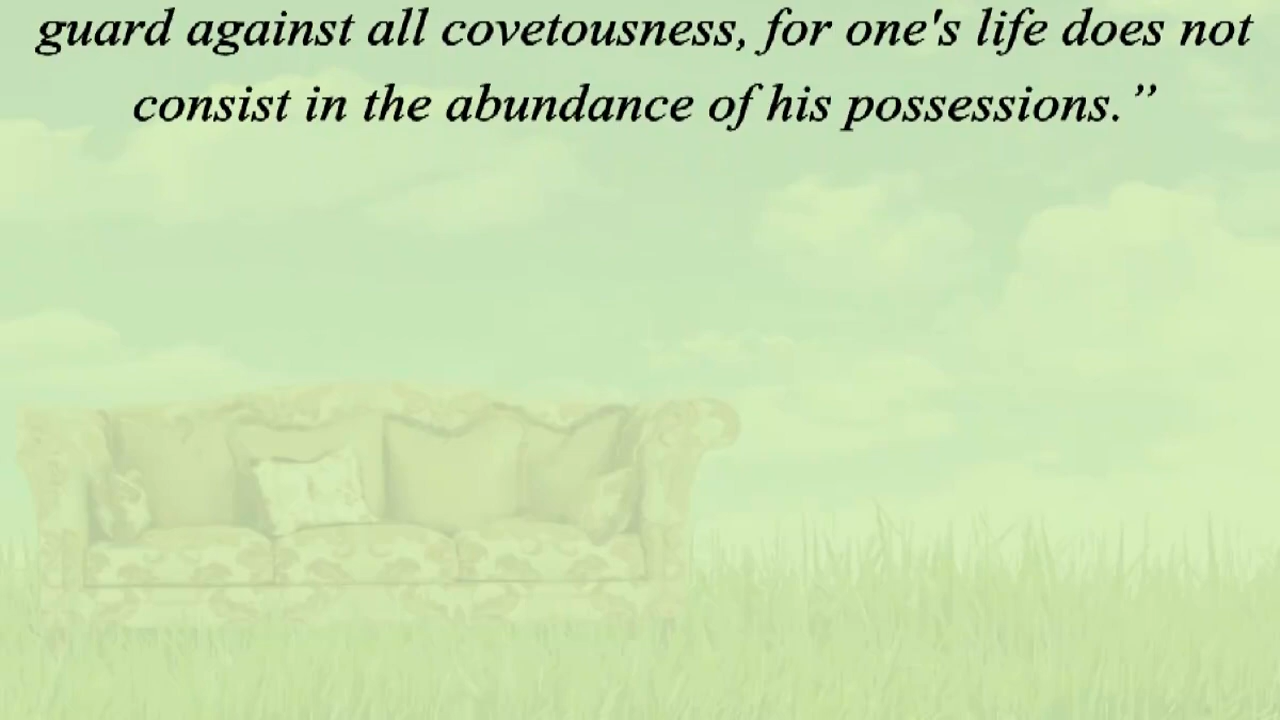 guard against all covetousness, for one's life does not
consist in the abundance of his possessions.”